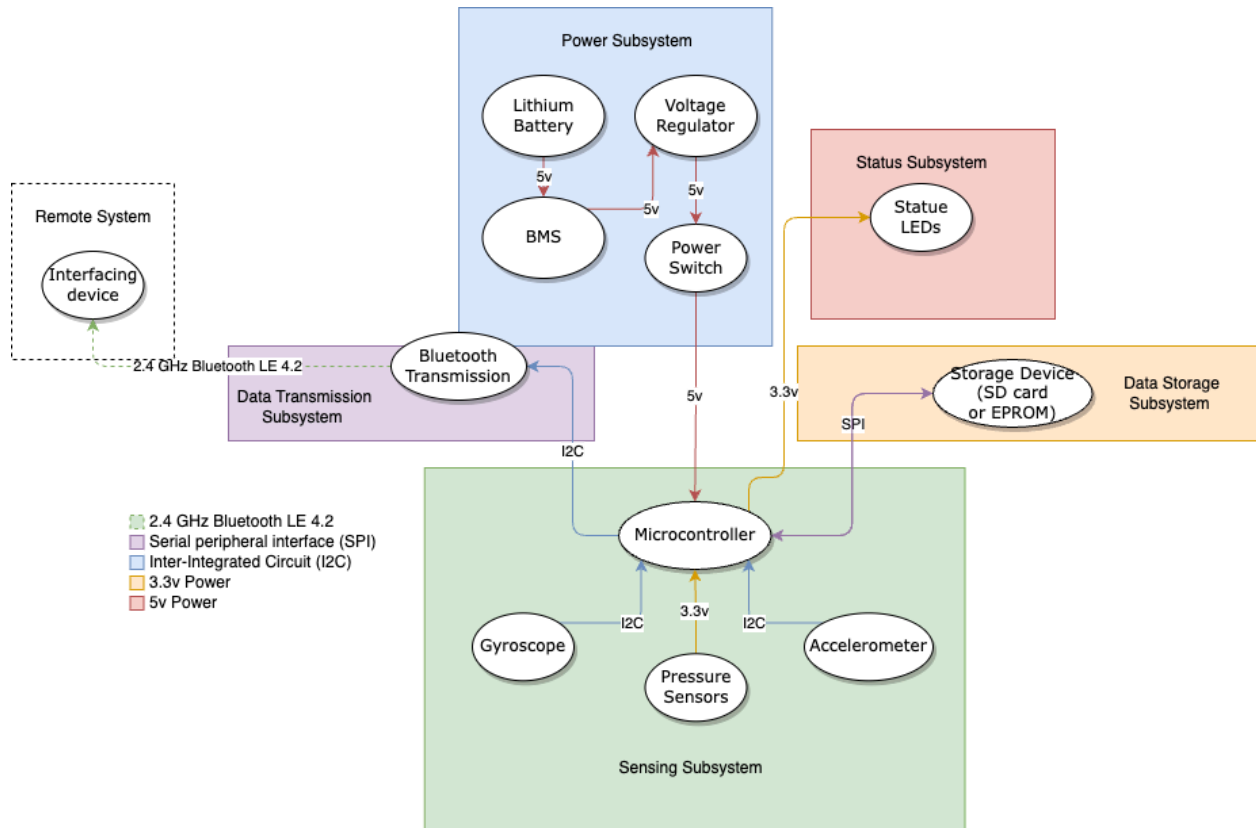 Power Subsystem
Lithium
Battery
Voltage
Regulator
5v
5v
5v
BMS
Power
Switch
Status Subsystem
Statue
LEDs
Remote System
Interfacing
device
2.4 GHz Bluetooth LE 4.2
Bluetooth
Transmission
Data Transmission
Subsystem
5v
3.3v
Storage Device
(SD card
or EPROM)
Data Storage
Subsystem
SPI
I2C
Microcontroller
2.4 GHz Bluetooth LE 4.2
Serial peripheral interface (SPI)
Inter-Integrated Circuit (I2C)
3.3v Power
5v Power
I2C
3.3v
I2C
Gyroscope
Pressure
Sensors
Accelerometer
Sensing Subsystem